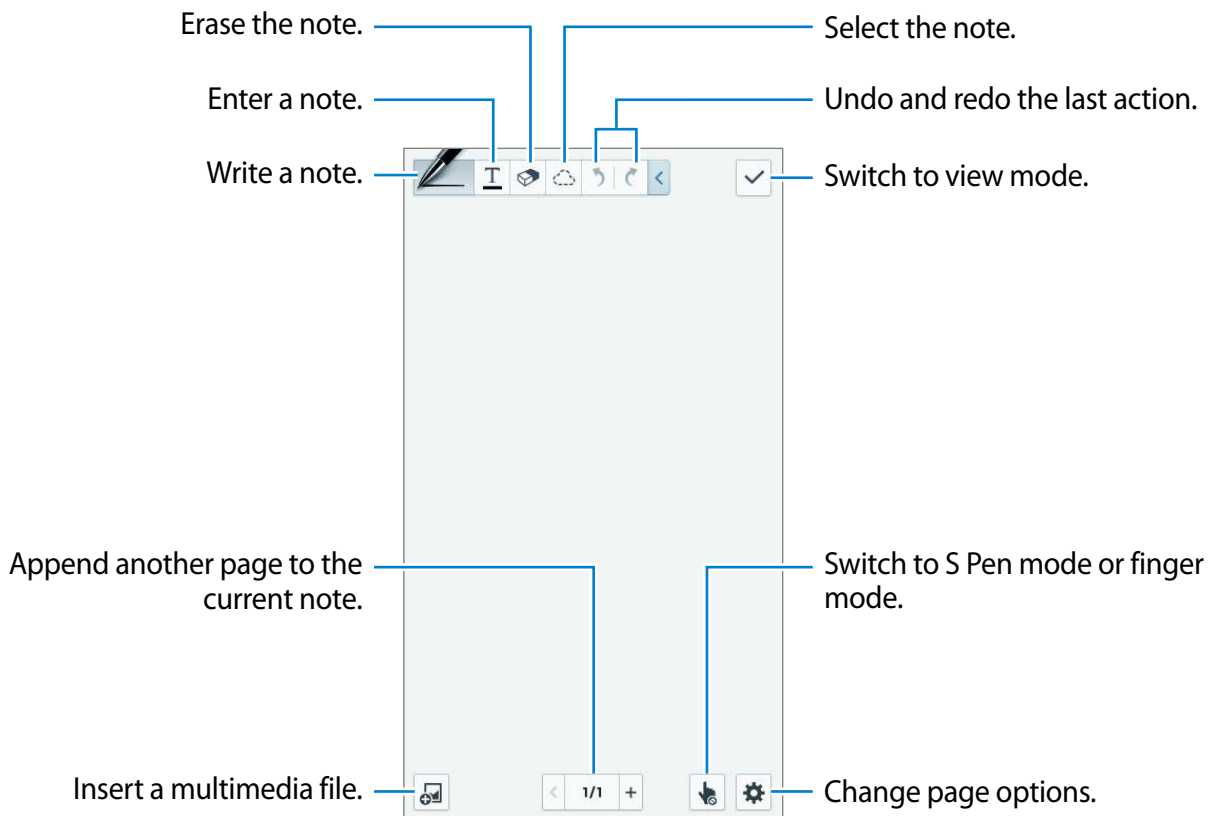 Erase the note.
Select the note.
Enter a note.
Undo and redo the last action.
Write a note.
T
Switch to view mode.
Append another page to the
current note.
Switch to S Pen mode or finger
mode.
Insert a multimedia file.
1/1 +
Change page options.